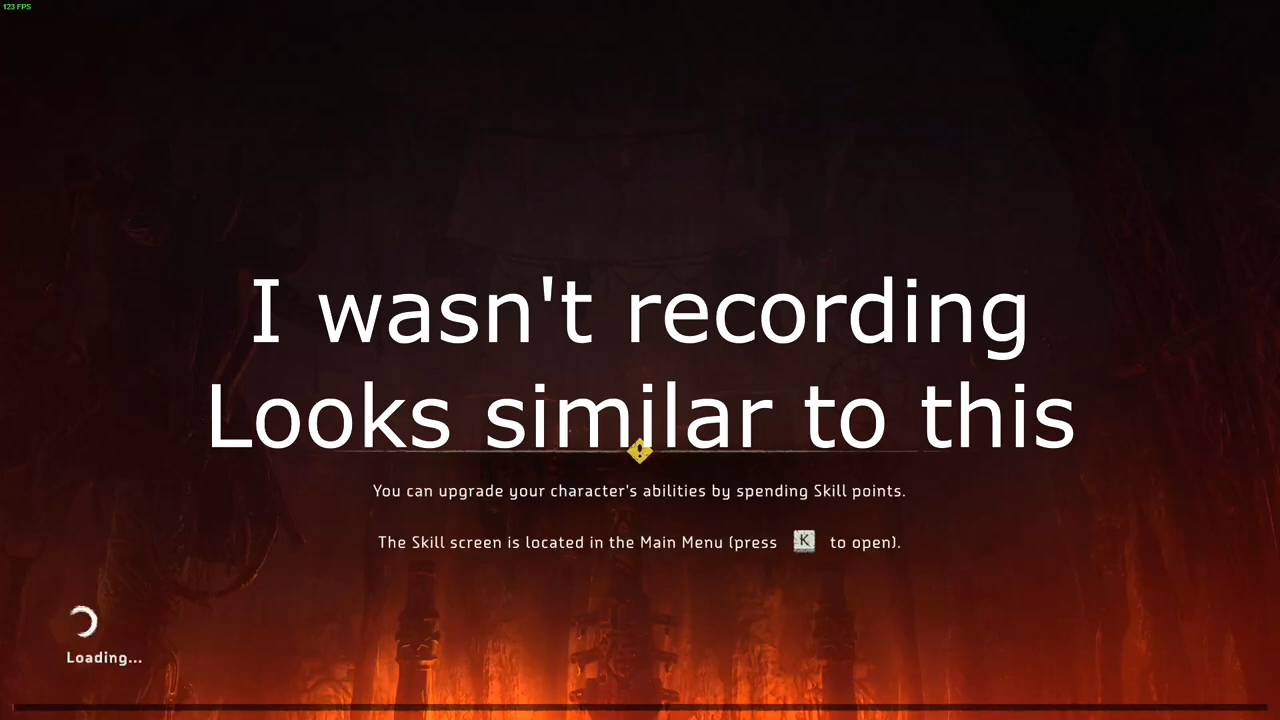 123 FPS
I wasn't recording
Looks similar to this
You can upgrade your character's abilities by spending Skill points.
The Skill screen is located in the Main Menu (press K to open).
Loading...